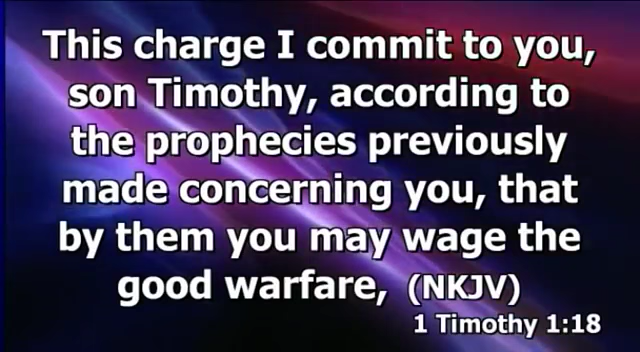 This charge I commit to you,
son Timothy, according to
the prophecies previously
made concerning you, that
by them you may wage the
good warfare, (NKJV)
1 Timothy 1:18